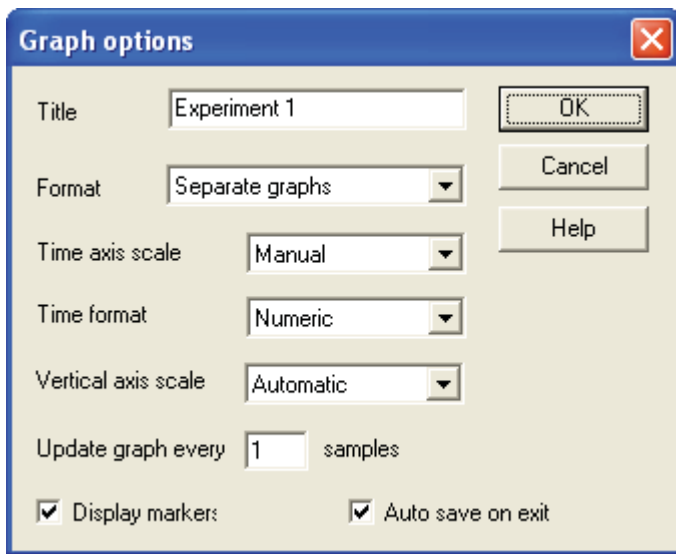 Graph options
Title Experiment 1 OK
Format Separate graphs Cancel
Time axis scale Manual Help
Time format Numeric
Vertical axis scale Automatic
Update graph every 1 samples
Display markers Auto save on exit